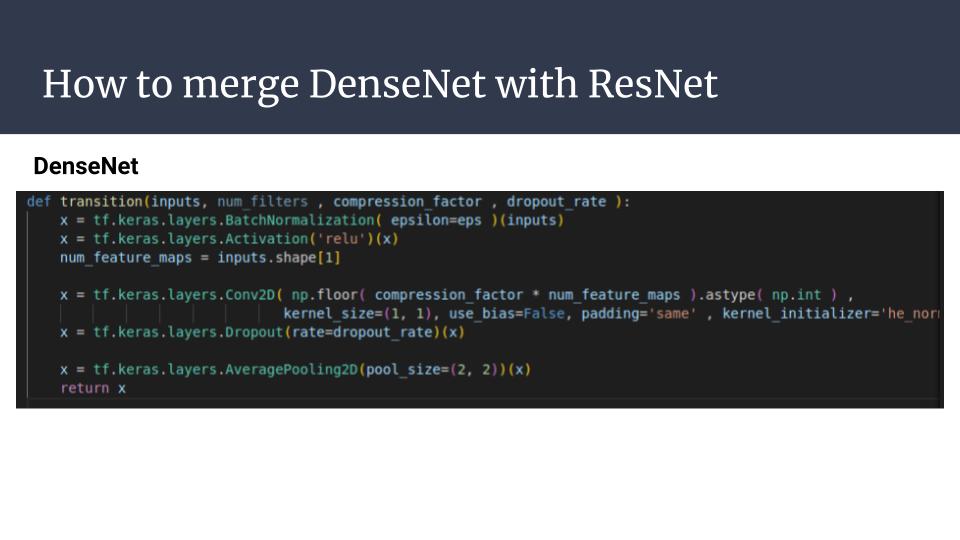 How to merge DenseNet with ResNet
DenseNet
def transition(inputs, num_filters , compression_factor , dropout_rate ):
    x = tf.keras.layers.BatchNormalization( epsilon=eps )(inputs)
    x = tf.keras.layers.Activation('relu')(x)
    num_feature_maps = inputs.shape[1]
    x = tf.keras.layers.Conv2D( np.floor( compression_factor * num_feature_maps ).astype( np.int ) ,
                               kernel_size=(1, 1), use_bias=False, padding='same' , kernel_initializer='he_nor
    x = tf.keras.layers.Dropout(rate=dropout_rate)(x)
    x = tf.keras.layers.AveragePooling2D(pool_size=(2, 2))(x)
    return x